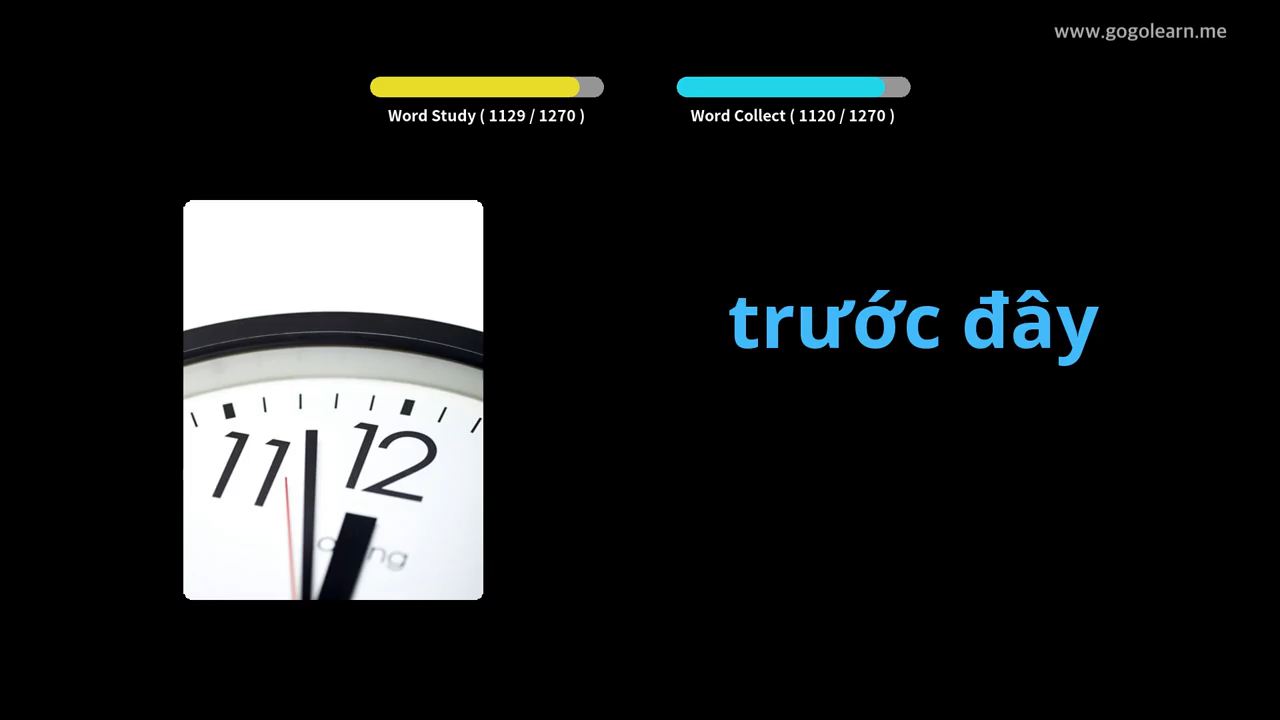 www.gogolearn.me
Word Study ( 1129 / 1270 )
Word Collect ( 1120 / 1270 )
trước đây
11
12